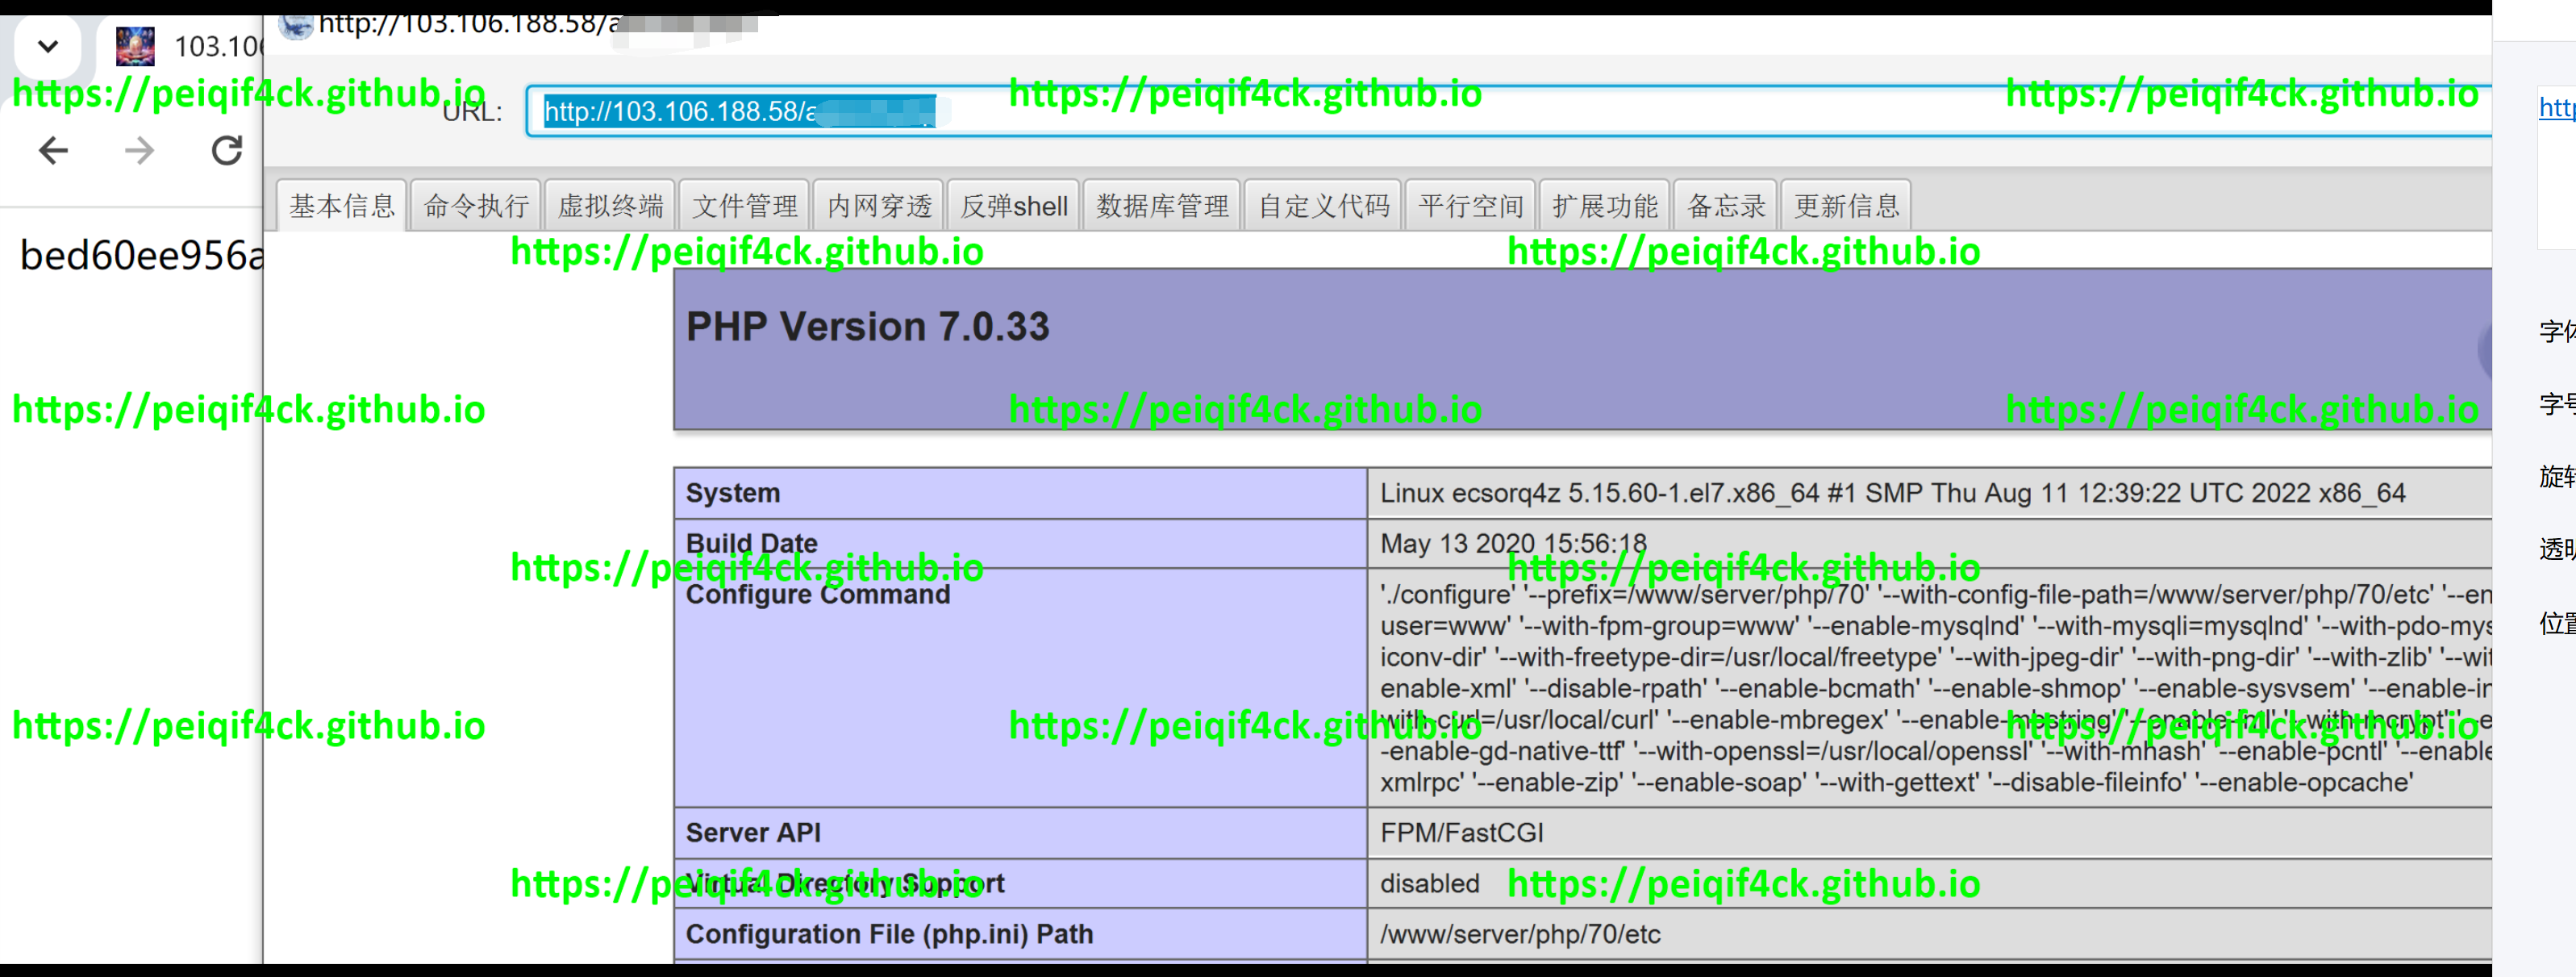 http://103.106.188.58/a
103.106
https://peiqif4ck.github.io https://peiqif4ck.github.io https://peiqif4ck.github.io
URL: http://103.106.188.58/a
http
基本信息 命令执行 虚拟终端 文件管理 内网穿透 反弹shell 数据库管理 自定义代码 平行空间 扩展功能 备忘录 更新信息
bed60ee956a
https://peiqif4ck.github.io https://peiqif4ck.github.io
PHP Version 7.0.33
字体
https://peiqif4ck.github.io https://peiqif4ck.github.io https://peiqif4ck.github.io
字号
System Linux ecsorq4z 5.15.60-1.el7.x86_64 #1 SMP Thu Aug 11 12:39:22 UTC 2022 x86_64
旋转
Build Date May 13 2020 15:56:18
透明
https://peiqif4ck.github.io https://peiqif4ck.github.io
Configure Command './configure' '--prefix=/www/server/php/70' '--with-config-file-path=/www/server/php/70/etc' '--en
user=www' '--with-fpm-group=www' '--enable-mysqlnd' '--with-mysqli=mysqlnd' '--with-pdo-mys
位置
iconv-dir' '--with-freetype-dir=/usr/local/freetype' '--with-jpeg-dir' '--with-png-dir' '--with-zlib' '--wit
enable-xml' '--disable-rpath' '--enable-bcmath' '--enable-shmop' '--enable-sysvsem' '--enable-in
with-curl=/usr/local/curl' '--enable-mbregex' '--enable-mbstring' '--enable-intl' '--with-mcrypt' '--e
https://peiqif4ck.github.io https://peiqif4ck.github.io https://peiqif4ck.github.io
-enable-gd-native-ttf' '--with-openssl=/usr/local/openssl' '--with-mhash' '--enable-pcntl' '--enable
xmlrpc' '--enable-zip' '--enable-soap' '--with-gettext' '--disable-fileinfo' '--enable-opcache'
Server API FPM/FastCGI
Virtual Directory Support disabled
https://peiqif4ck.github.io https://peiqif4ck.github.io
Configuration File (php.ini) Path /www/server/php/70/etc